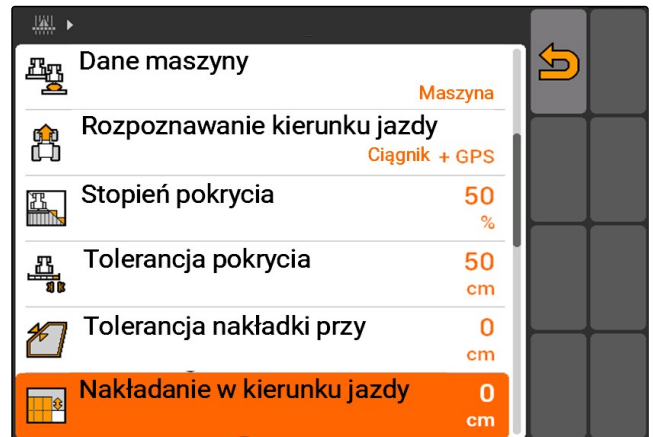 Dane maszyny
Maszyna
Rozpoznawanie kierunku jazdy
Ciągnik + GPS
Stopień pokrycia
50
%
Tolerancja pokrycia
50
cm
Tolerancja nakładki przy
0
cm
Nakładanie w kierunku jazdy
0
cm